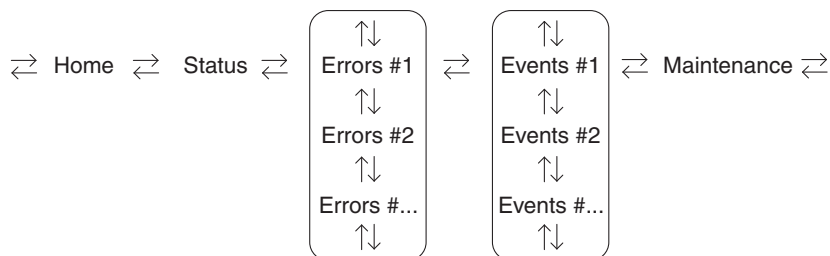 Home Status Errors #1 Events #1 Maintenance
Errors #2 Events #2
Errors #... Events #...